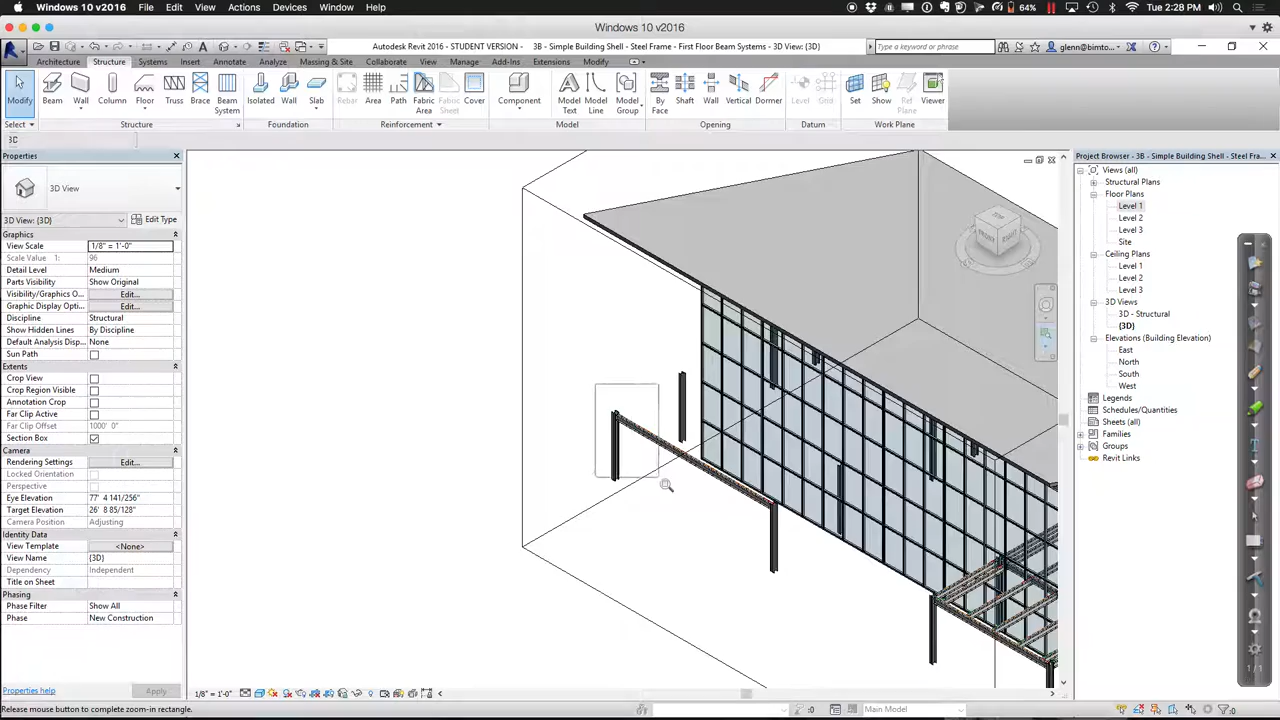 Windows 10 v2016 File Edit View Actions Devices Window Help 64% Tue 2:28 PM
Windows 10 v2016
Autodesk Revit 2016 - STUDENT VERSION - 3B - Simple Building Shell - Steel Frame - First Floor Beam Systems - 3D View: {3D} Type a keyword or phrase glenn@bimto...
Architecture Structure Systems Insert Annotate Analyze Massing & Site Collaborate View Manage Add-Ins Extensions Modify
Modify Beam Wall Column Floor Truss Brace Beam System Isolated Wall Slab Rebar Area Path Fabric Area Fabric Sheet Cover Component Model Text Model Line Model Group By Face Shaft Wall Vertical Dormer Level Grid Set Show Ref Plane Viewer
Select Structure Foundation Reinforcement Model Opening Datum Work Plane
Properties
3D View
3D View: {3D} Edit Type
Graphics
View Scale 1/8" = 1'-0"
Scale Value 1: 96
Detail Level Medium
Parts Visibility Show Original
Visibility/Graphics O... Edit...
Graphic Display Opti... Edit...
Discipline Structural
Show Hidden Lines By Discipline
Default Analysis Disp... None
Sun Path
Extents
Crop View
Crop Region Visible
Annotation Crop
Far Clip Active
Far Clip Offset 1000' 0"
Section Box
Camera
Rendering Settings Edit...
Locked Orientation
Perspective
Eye Elevation 77' 4 141/256"
Target Elevation 26' 8 85/128"
Camera Position Adjusting
Identity Data
View Template <None>
View Name {3D}
Dependency Independent
Title on Sheet
Phasing
Phase Filter Show All
Phase New Construction
Properties help Apply
FRONT RIGHT
Project Browser - 3B - Simple Building Shell - Steel Fra...
Views (all)
Structural Plans
Floor Plans
Level 1
Level 2
Level 3
Site
Ceiling Plans
Level 1
Level 2
Level 3
3D Views
3D - Structural
{3D}
Elevations (Building Elevation)
East
North
South
West
Legends
Schedules/Quantities
Sheets (all)
Families
Groups
Revit Links
1/8" = 1'-0"
Release mouse button to complete zoom-in rectangle. :0 Main Model :0